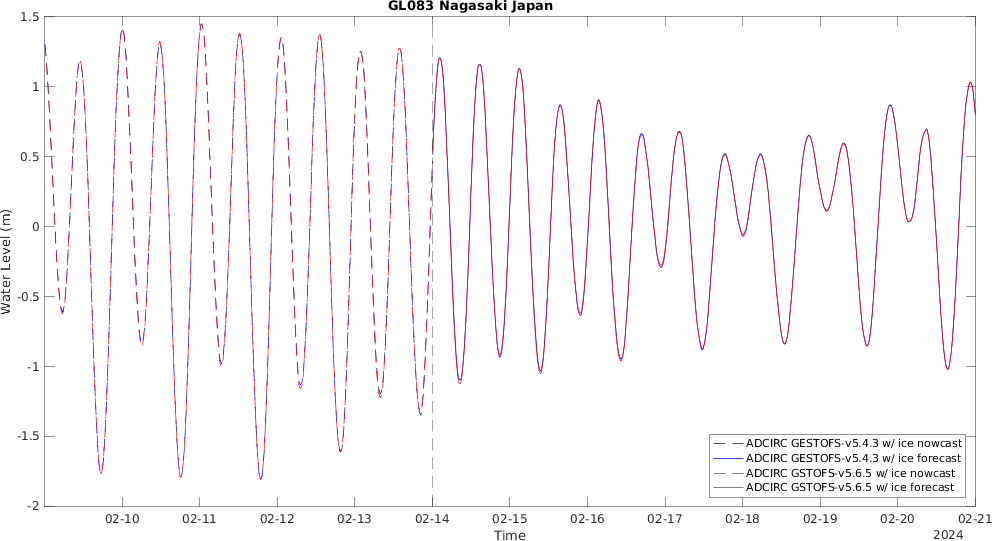 GL083 Nagasaki Japan
1.5
1
0.5
0
-0.5
-1
-1.5
-2
Water Level (m)
02-10 02-11 02-12 02-13 02-14 02-15 02-16 02-17 02-18 02-19 02-20 02-21
Time
2024
ADCIRC GESTOFS-v5.4.3 w/ ice nowcast
ADCIRC GESTOFS-v5.4.3 w/ ice forecast
ADCIRC GSTOFS-v5.6.5 w/ ice nowcast
ADCIRC GSTOFS-v5.6.5 w/ ice forecast